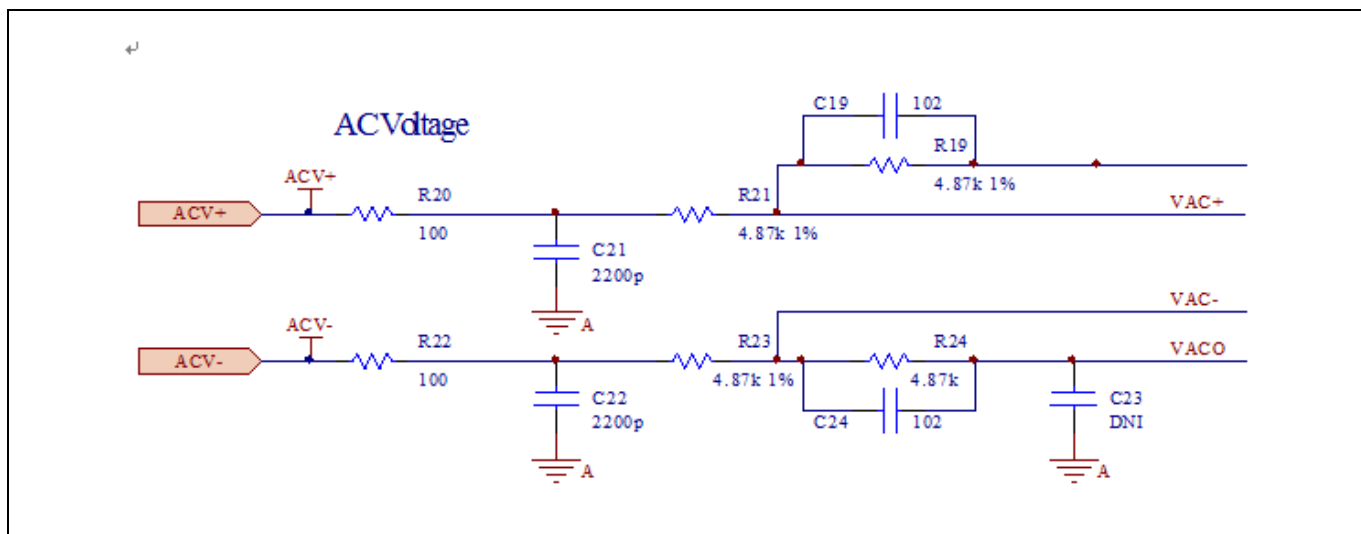 ↵
C19 102
ACVoltage
R19
ACV+
R20 R21 4.87k 1%
ACV+ VAC+
100 4.87k 1%
C21
2200p
VAC-
A
ACV-
R22 R23 R24 VACO
ACV-
100 4.87k 1% 4.87k
C22 C23
2200p C24 102 DNI
A A